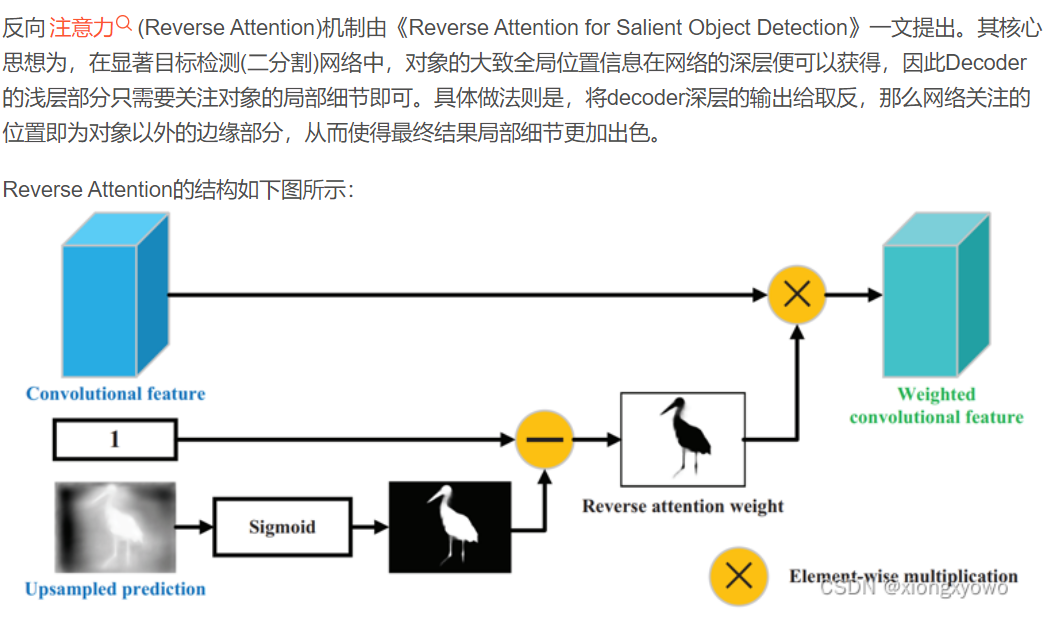 反向注意力 (Reverse Attention)机制由《Reverse Attention for Salient Object Detection》一文提出。其核心
思想为，在显著目标检测(二分割)网络中，对象的大致全局位置信息在网络的深层便可以获得，因此Decoder
的浅层部分只需要关注对象的局部细节即可。具体做法则是，将decoder深层的输出给取反，那么网络关注的
位置即为对象以外的边缘部分，从而使得最终结果局部细节更加出色。
Reverse Attention的结构如下图所示：
Convolutional feature
Weighted
convolutional feature
1
Reverse attention weight
Sigmoid
Upsampled prediction
Element-wise multiplication
CSDN @xiongxyowo